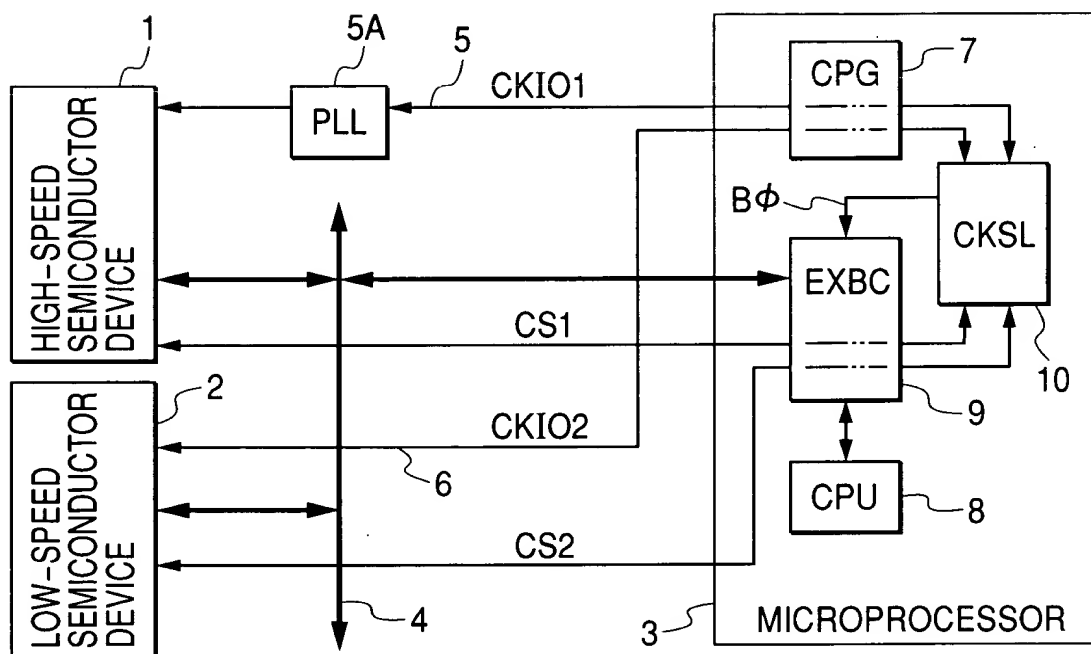 1
5A
5
CKIO1
PLL
7
CPG
HIGH-SPEED
SEMICONDUCTOR
DEVICE
Bϕ
CKSL
EXBC
CS1
10
2
9
CKIO2
6
LOW-SPEED
SEMICONDUCTOR
DEVICE
CPU
8
CS2
4
3
MICROPROCESSOR